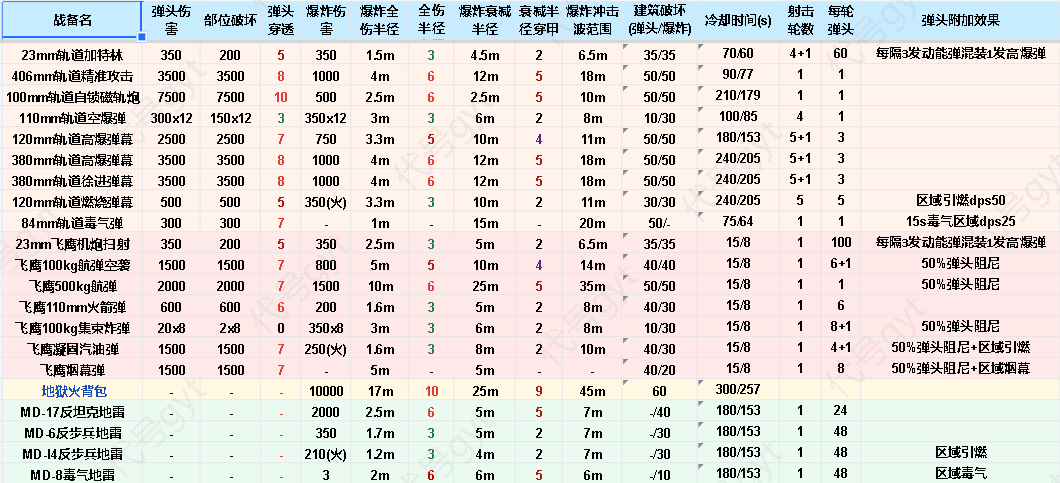 战备名 弹头伤害 部位破坏 弹头穿透 爆炸伤害 爆炸全伤半径 全伤半径 爆炸衰减半径 衰减半径穿甲 爆炸冲击波范围 建筑破坏(弹头/爆炸) 冷却时间(s) 射击轮数 每轮弹头 弹头附加效果
23mm轨道加特林 350 200 5 350 1.5m 3 4.5m 2 6.5m 35/35 70/60 4+1 60 每隔3发动能弹混装1发高爆弹
406mm轨道精准攻击 3500 3500 8 1000 4m 6 12m 5 18m 50/50 90/77 1 1
100mm轨道自锁磁轨炮 7500 7500 10 500 2.5m 6 2.5m 5 10m 50/50 210/179 1 1
110mm轨道空爆弹 300x12 150x12 3 350x12 3m 3 6m 2 8m 10/30 100/85 4 1
120mm轨道高爆弹幕 2500 2500 7 750 3.3m 5 10m 4 11m 50/50 180/153 5+1 3
380mm轨道高爆弹幕 3500 3500 8 1000 4m 6 12m 5 18m 50/50 240/205 5+1 3
380mm轨道徐进弹幕 3500 3500 8 1000 4m 6 12m 5 18m 50/50 240/205 5+1 3
120mm轨道燃烧弹幕 500 500 5 350(火) 3.3m 3 10m 2 11m 30/30 240/205 5 5 区域引燃dps50
84mm轨道毒气弹 300 300 7 - 1m - 15m - 20m 50/- 75/64 1 1 15s毒气区域dps25
23mm飞鹰机炮扫射 350 200 5 350 2.5m 3 5m 2 6.5m 35/35 15/8 1 100 每隔3发动能弹混装1发高爆弹
飞鹰100kg航弹空袭 1500 1500 7 800 5m 5 10m 4 14m 40/40 15/8 1 6+1 50%弹头阻尼
飞鹰500kg航弹 2000 2000 7 1500 10m 6 25m 5 35m 50/50 15/8 1 1 50%弹头阻尼
飞鹰110mm火箭弹 600 600 6 200 1.6m 3 5m 2 8m 40/30 15/8 1 6
飞鹰100kg集束炸弹 20x8 2x8 0 350x8 3m 3 6m 2 8m 10/30 15/8 1 8+1 50%弹头阻尼
飞鹰凝固汽油弹 1500 1500 7 250(火) 1.6m 3 8m 2 10m 40/30 15/8 1 4+1 50%弹头阻尼+区域引燃
飞鹰烟幕弹 1500 1500 7 - 5m - 5m - - 40/20 15/8 1 8 50%弹头阻尼+区域烟幕
地狱火背包 - - - 10000 17m 10 25m 9 45m 60 300/257
MD-17反坦克地雷 - - - 2000 2.5m 6 5m 5 7m -/40 180/153 1 24
MD-6反步兵地雷 - - - 350 1.7m 3 5m 2 7m -/30 180/153 1 48
MD-I4反步兵地雷 - - - 210(火) 1.2m 3 4m 2 7m -/30 180/153 1 48 区域引燃
MD-8毒气地雷 - - - 3 2m 6 6m 5 6m -/10 180/153 1 48 区域毒气
代号gyt